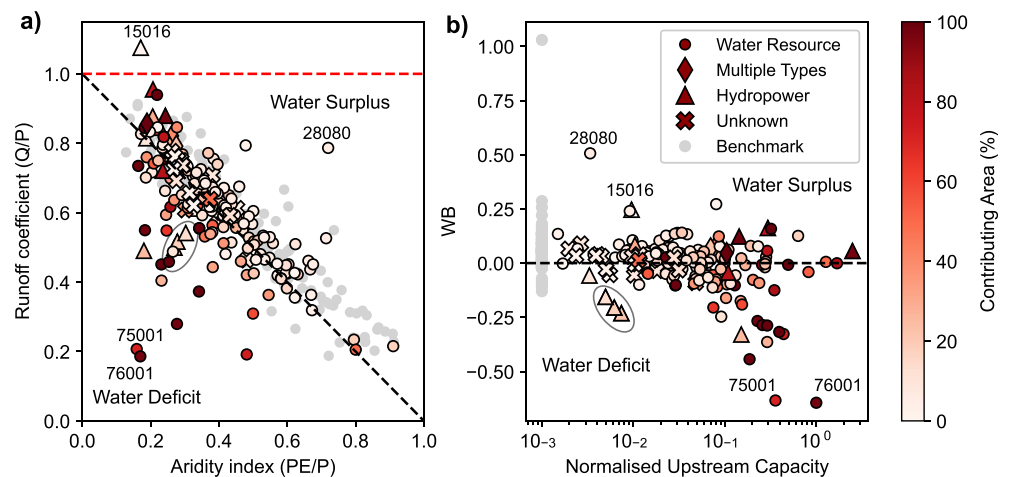 a)
15016
Water Surplus
28080
75001
76001
Water Deficit
1.0
0.8
0.6
0.4
0.2
0.0
0.0
0.2
0.4
0.6
0.8
1.0
Runoff coefficient (Q/P)
Aridity index (PE/P)
b)
Water Resource
Multiple Types
Hydropower
Unknown
Benchmark
28080
15016
Water Surplus
Water Deficit
75001
76001
1.00
0.75
0.50
0.25
0.00
−0.25
−0.50
10−3
10−2
10−1
10 0
WB
Normalised Upstream Capacity
100
80
60
40
20
0
Contributing Area (%)